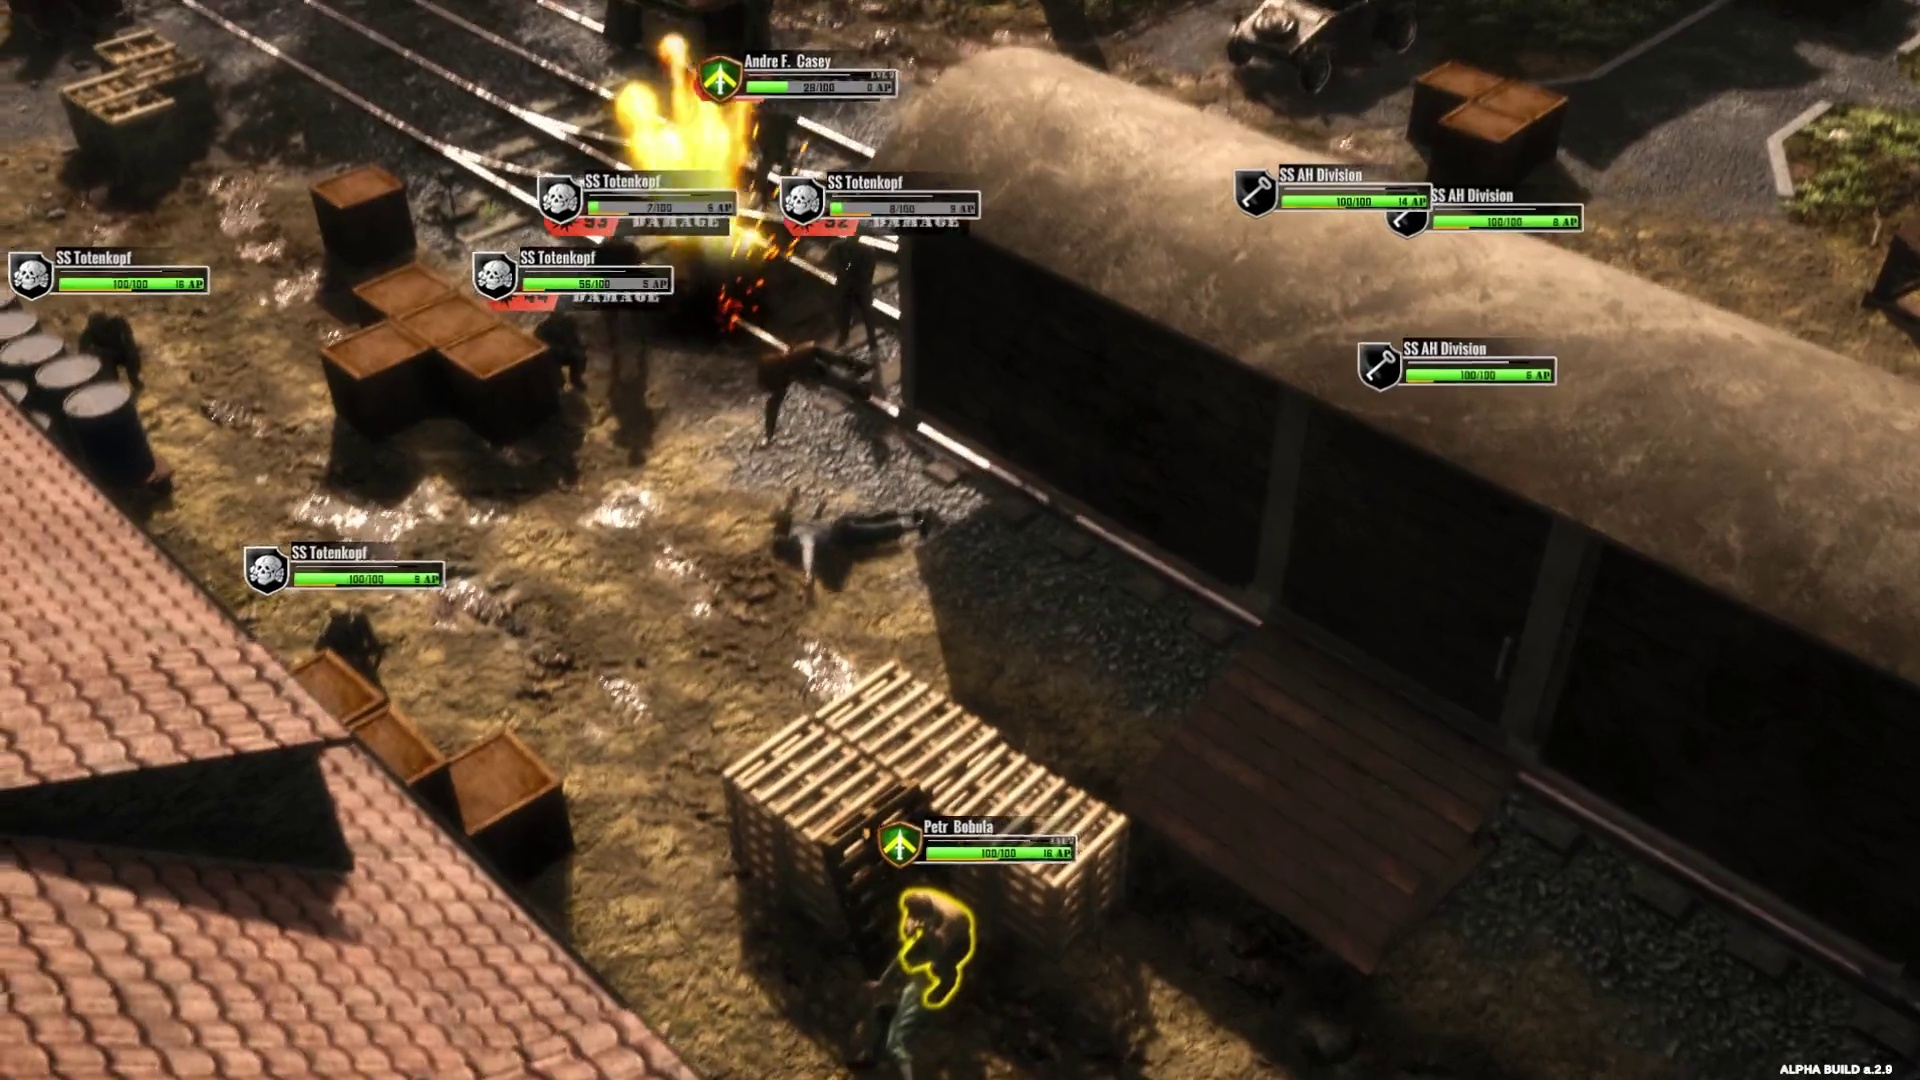 Andre F. Casey
28/100 0 AP
SS Totenkopf
7/100 6 AP
DAMAGE
SS Totenkopf
8/100 9 AP
DAMAGE
SS AH Division
100/100 14 AP
SS AH Division
100/100 8 AP
SS Totenkopf
100/100 16 AP
SS Totenkopf
56/100 5 AP
44 DAMAGE
SS AH Division
100/100 6 AP
SS Totenkopf
100/100 9 AP
Petr Bobula
100/100 16 AP
ALPHA BUILD a.2.9